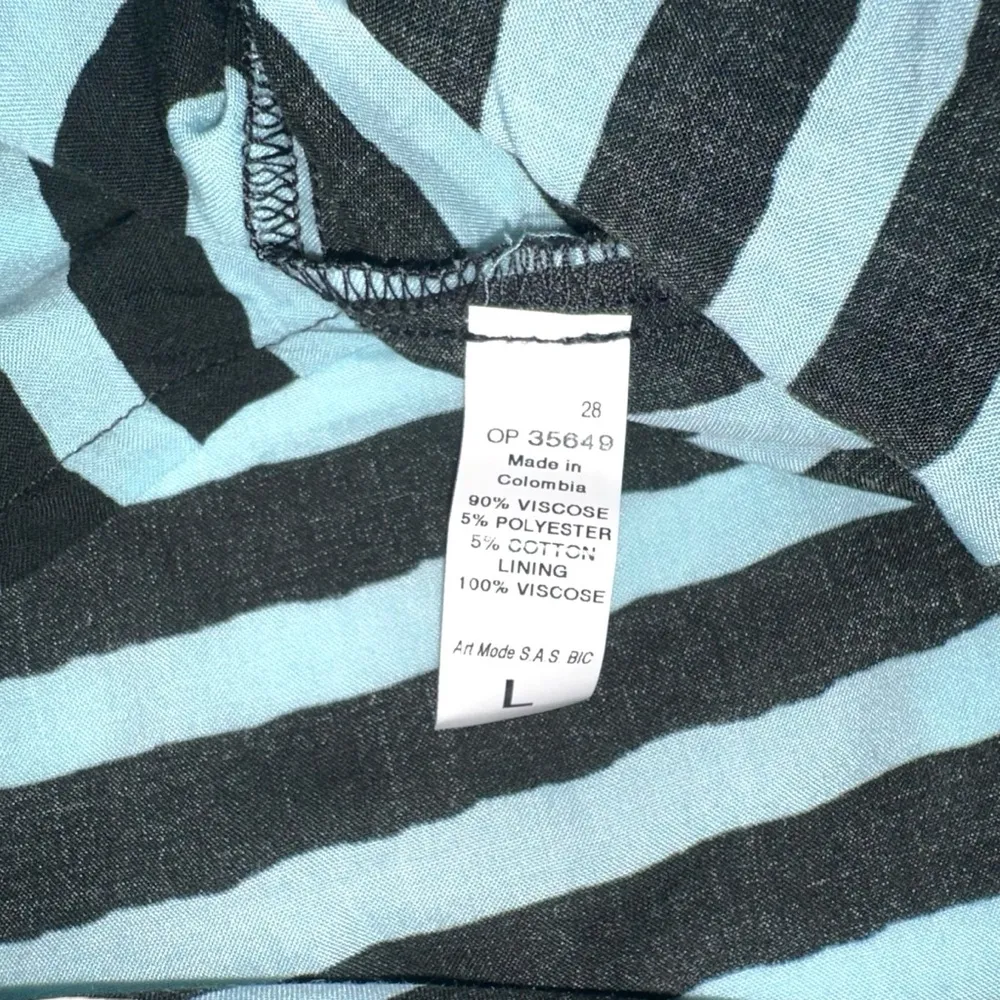 28
OP 35649
Made in
Colombia
90% VISCOSE
5% POLYESTER
5% COTTON
LINING
100% VISCOSE
Art Mode S.A.S BIC
L